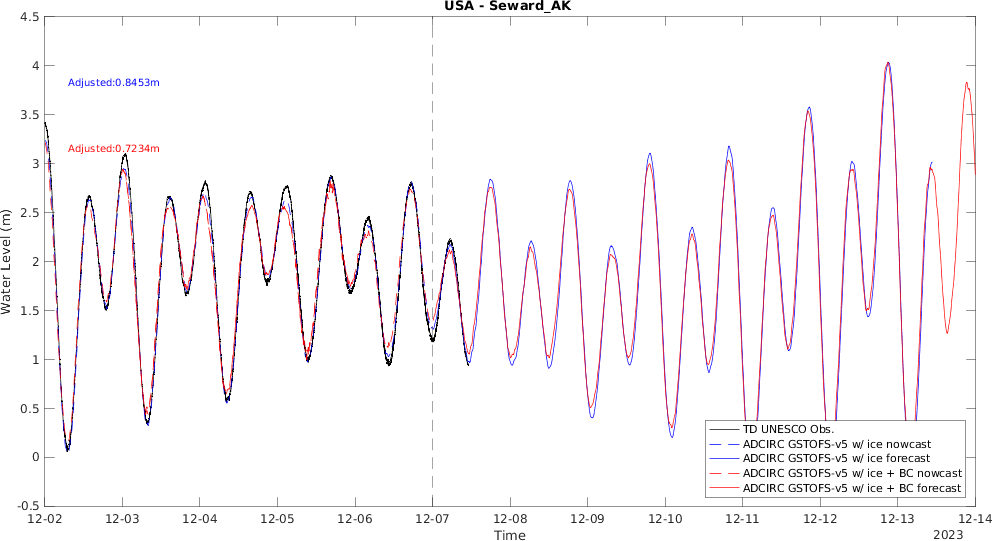 USA - Seward_AK
4.5
4
3.5
3
2.5
2
1.5
1
0.5
0
-0.5
Water Level (m)
Adjusted:0.8453m
Adjusted:0.7234m
TD UNESCO Obs.
ADCIRC GSTOFS-v5 w/ ice nowcast
ADCIRC GSTOFS-v5 w/ ice forecast
ADCIRC GSTOFS-v5 w/ ice + BC nowcast
ADCIRC GSTOFS-v5 w/ ice + BC forecast
12-02 12-03 12-04 12-05 12-06 12-07 12-08 12-09 12-10 12-11 12-12 12-13 12-14
Time
2023